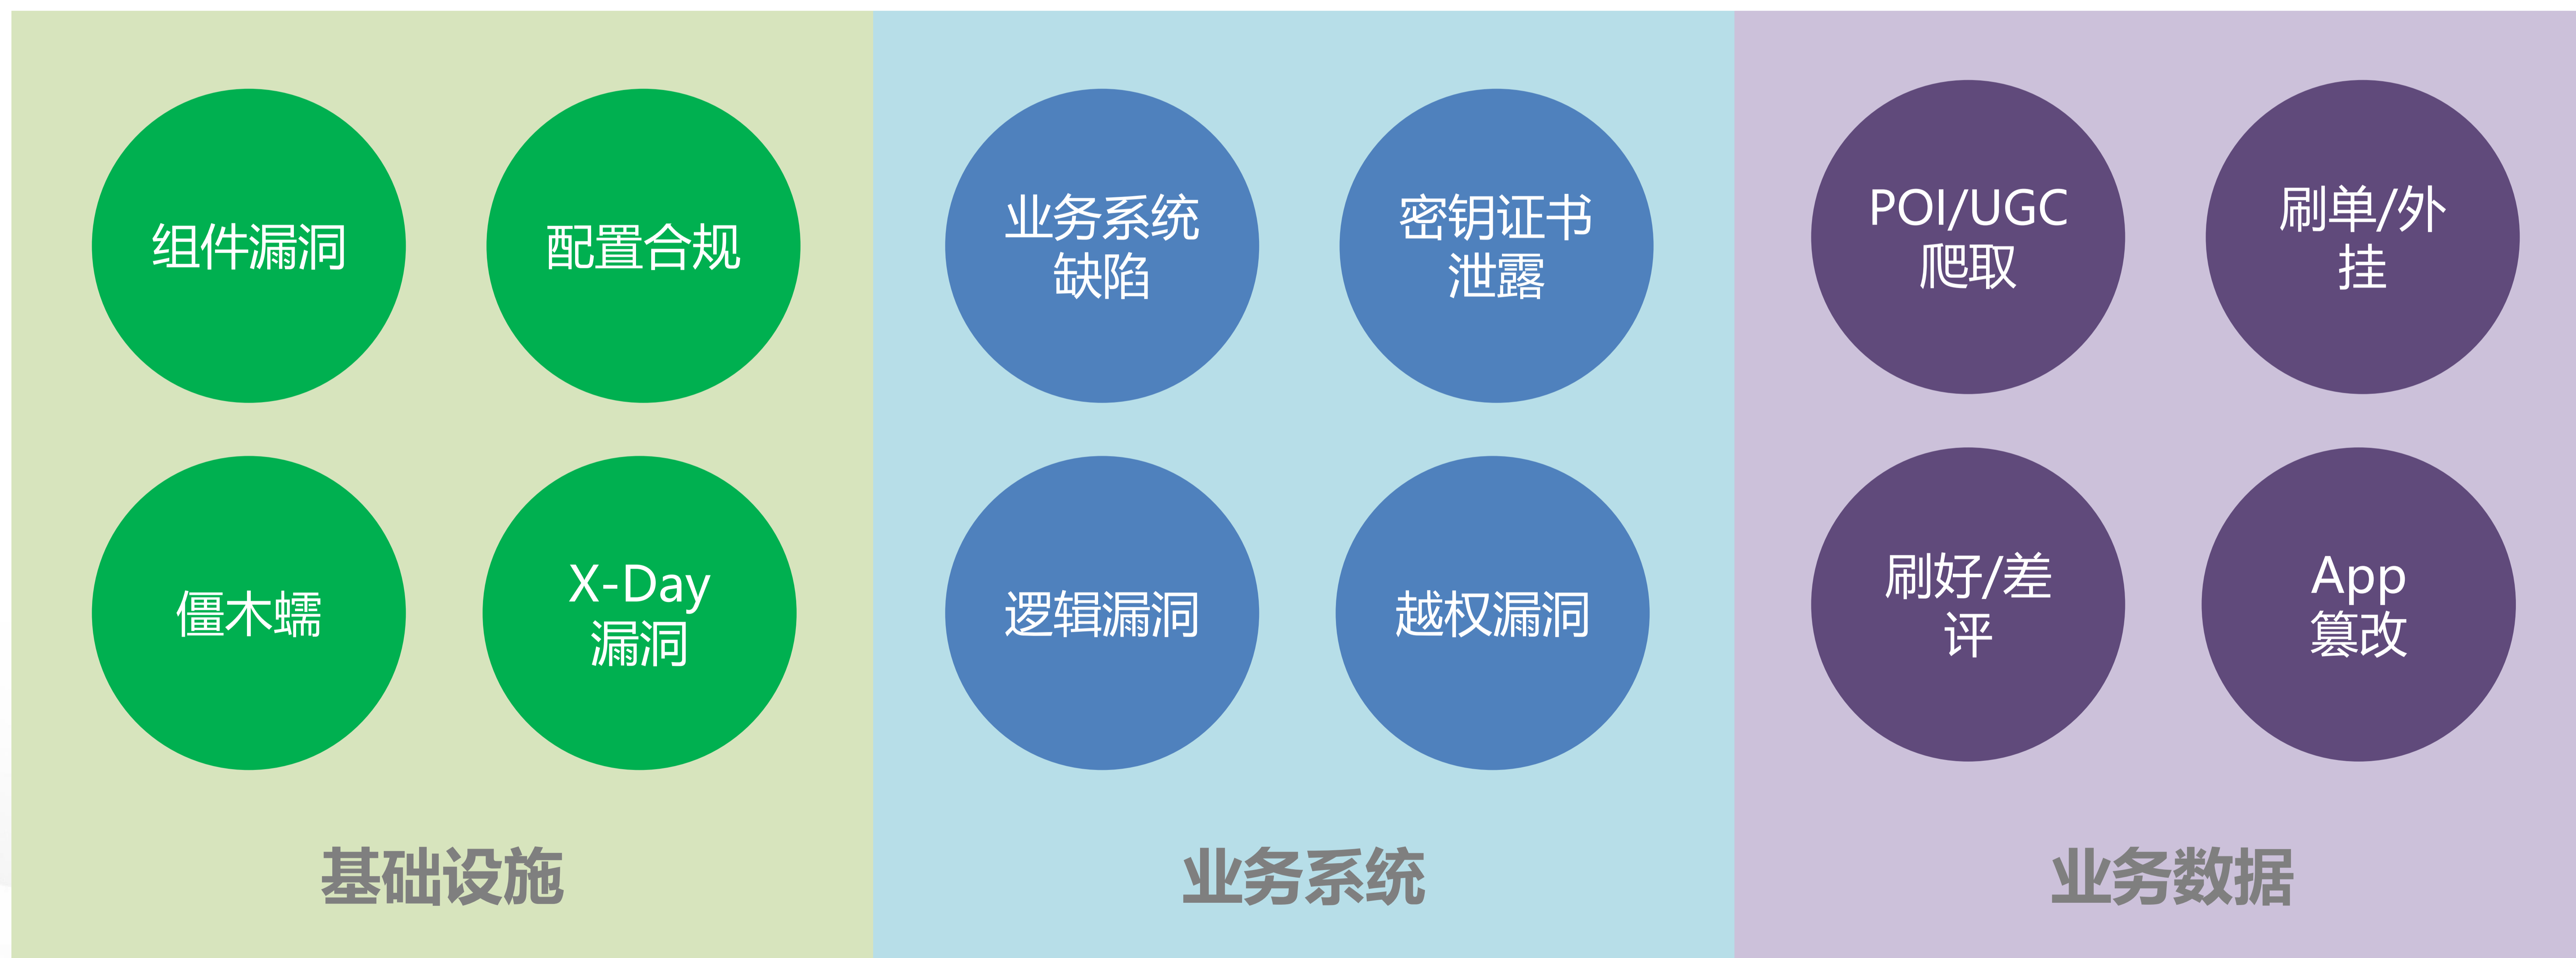 组件漏洞
配置合规
僵木蠕
X-Day
漏洞
基础设施
业务系统
缺陷
密钥证书
泄露
逻辑漏洞
越权漏洞
业务系统
POI/UGC
爬取
刷单/外
挂
刷好/差
评
App
篡改
业务数据